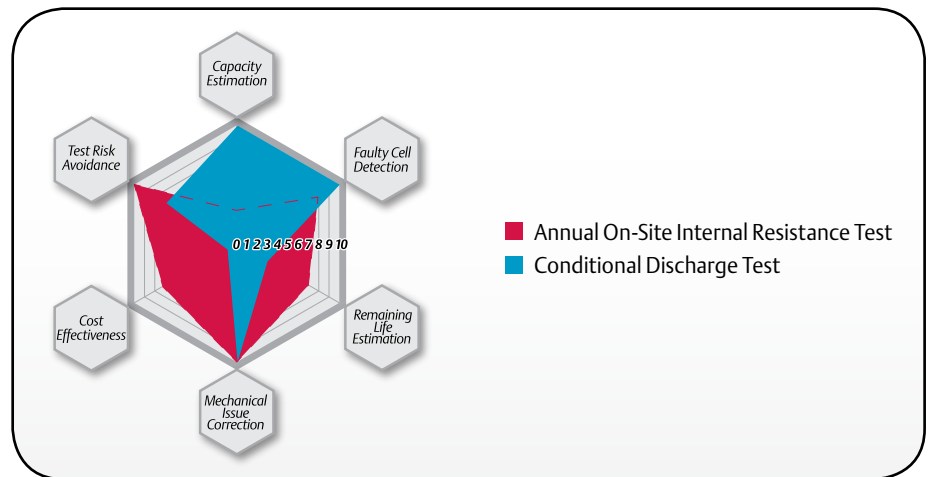 Capacity
Estimation
Test Risk
Avoidance
Faulty Cell
Detection
0 1 2 3 4 5 6 7 8 9 10
Annual On-Site Internal Resistance Test
Conditional Discharge Test
Cost
Effectiveness
Remaining
Life
Estimation
Mechanical
Issue
Correction